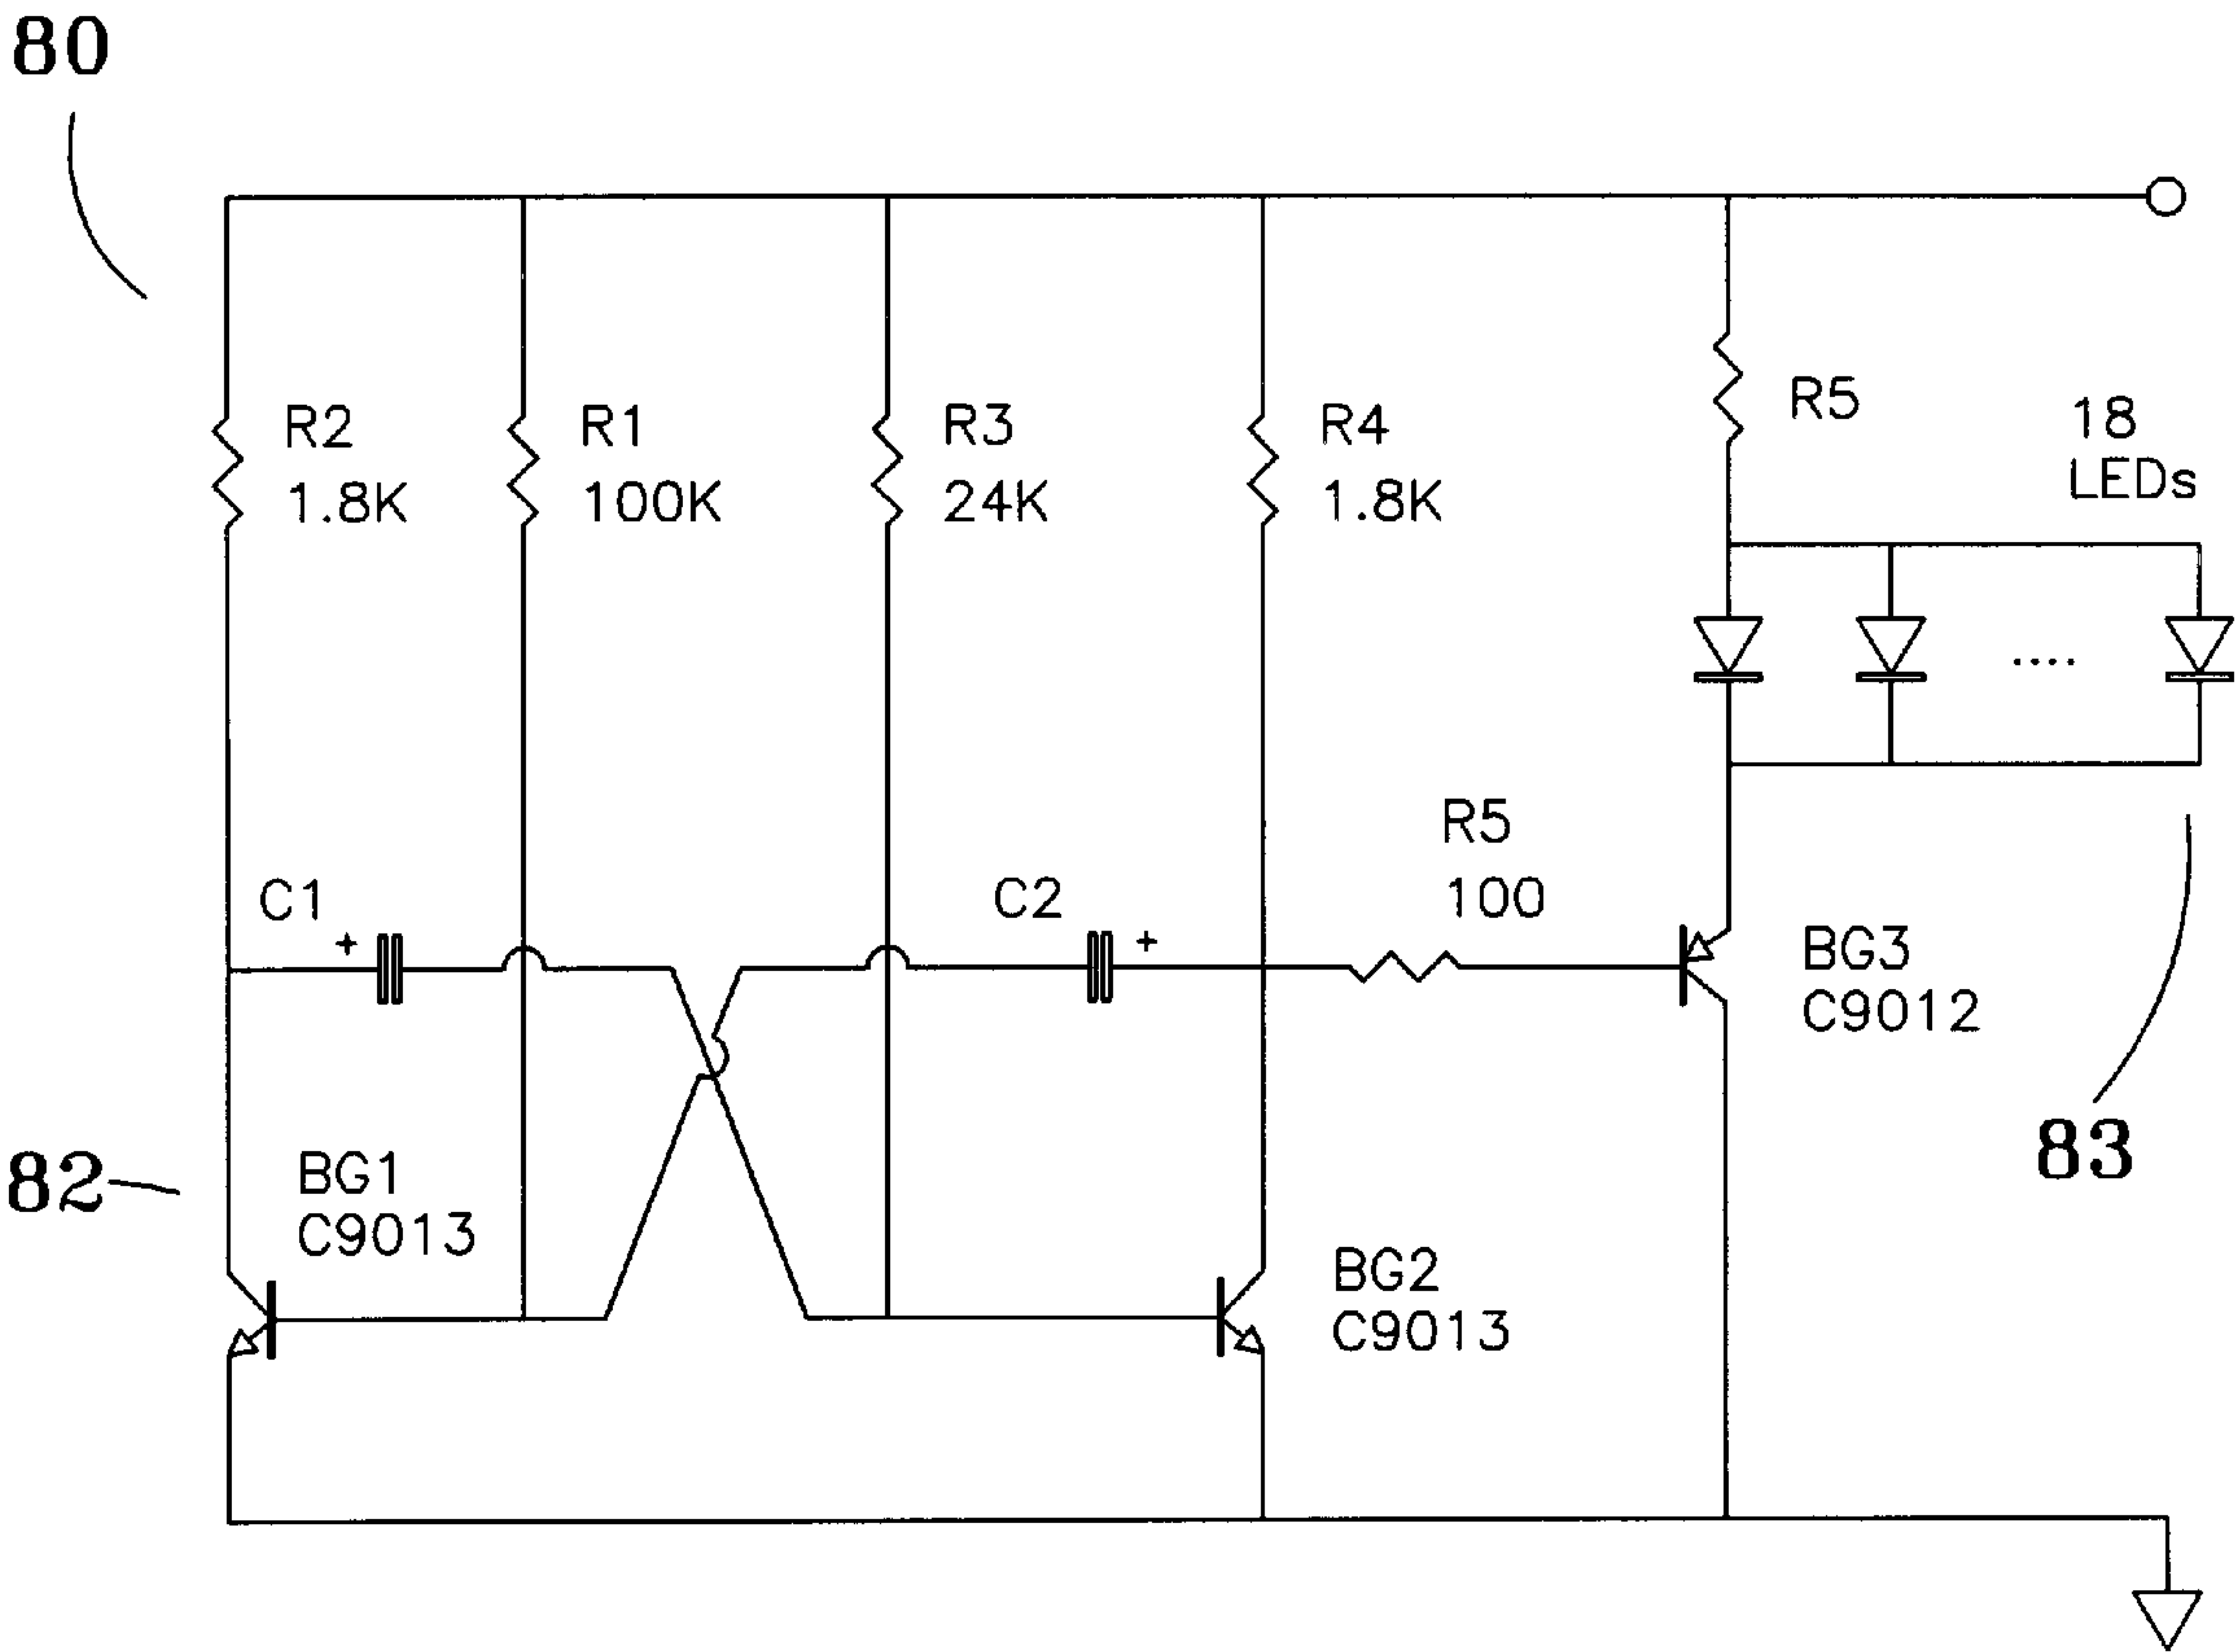 80
R2
1.8K
R1
100K
R3
24K
R4
1.8K
R5
18
LEDs
....
C1
+
C2
+
R5
100
BG3
C9012
82
BG1
C9013
83
BG2
C9013